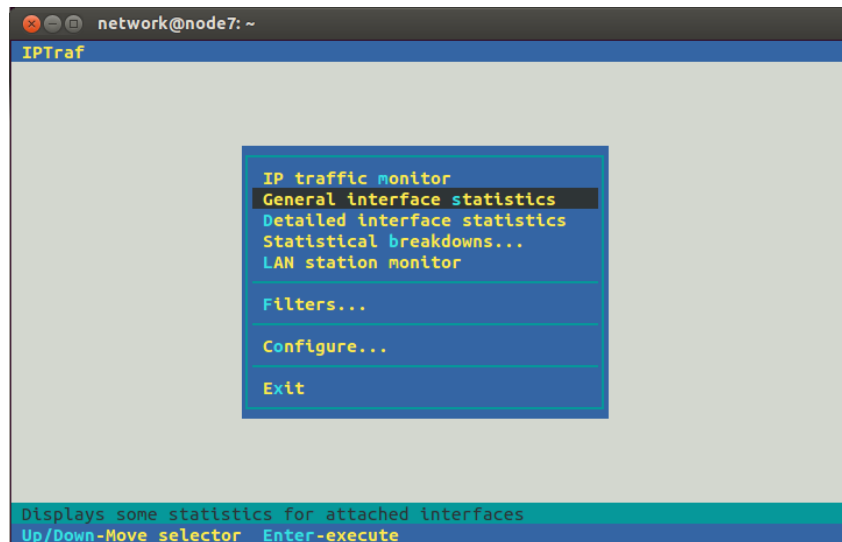 network@node7: ~
IPTraf
IP traffic monitor
General interface statistics
Detailed interface statistics
Statistical breakdowns...
LAN station monitor
Filters...
Configure...
Exit
Displays some statistics for attached interfaces
Up/Down-Move selector  Enter-execute